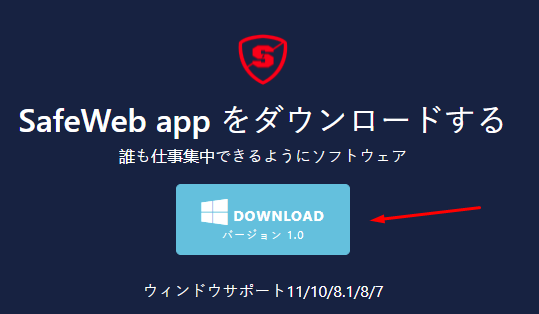 S
SafeWeb app をダウンロードする
誰も仕事集中できるようにソフトウェア
DOWNLOAD
バージョン 1.0
ウィンドウサポート11/10/8.1/8/7